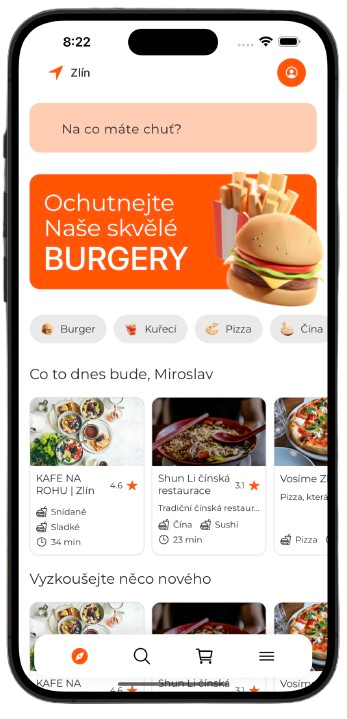 8:22
Zlín
Na co máte chuť?
Ochutnejte
Naše skvělé
BURGERY
Burger
Kuřecí
Pizza
Čína
Co to dnes bude, Miroslav
KAFE NA
ROHU | Zlín
4.6
Snídaně
Sladké
34 min
Shun Li čínská
restaurace
3.1
Tradiční čínská restaur...
Čína
Sushi
23 min
Vosíme Zl
Pizza, která
Pizza
Vyzkoušejte něco nového
KAFE NA
4.6
Shun Li čínská
3.1
Vosíme